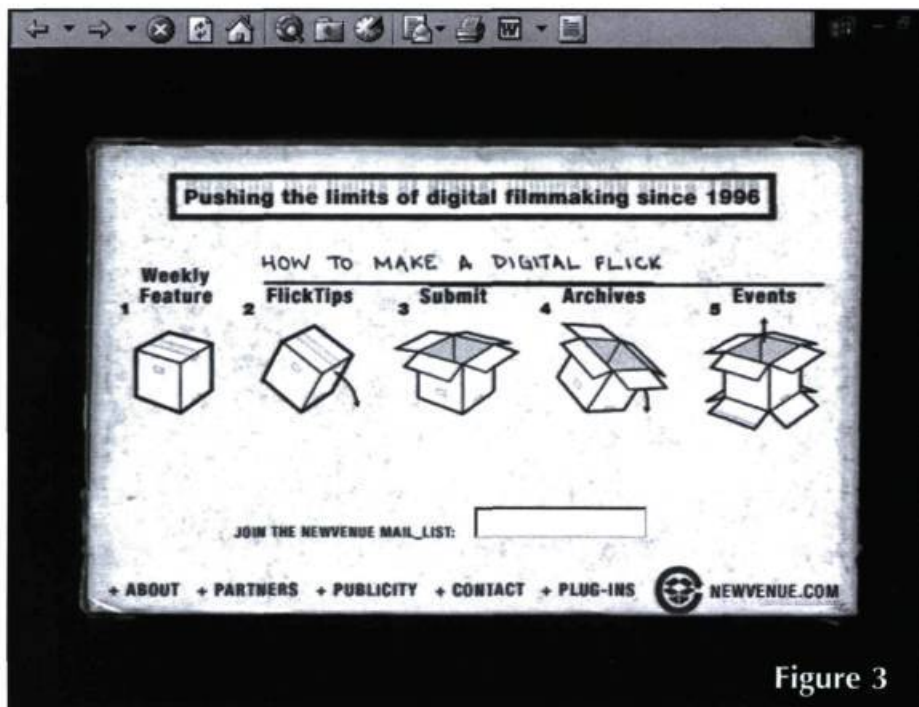 Pushing the limits of digital filmmaking since 1996
HOW TO MAKE A DIGITAL FLICK
Weekly
Feature
FlickTips
Submit
Archives
Events
1
2
3
4
5
JOIN THE NEWVENUE MAIL_LIST:
+ ABOUT + PARTNERS + PUBLICITY + CONTACT + PLUG-INS NEWVENUE.COM
Figure 3